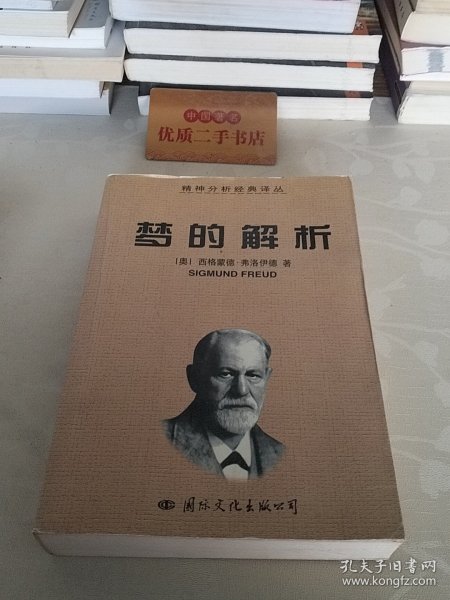 中国著名
优质二手书店
精神分析经典译丛
梦的解析
[奥] 西格蒙德·弗洛伊德 著
SIGMUND FREUD
国际文化出版公司
孔夫子旧书网
www.kongfz.com